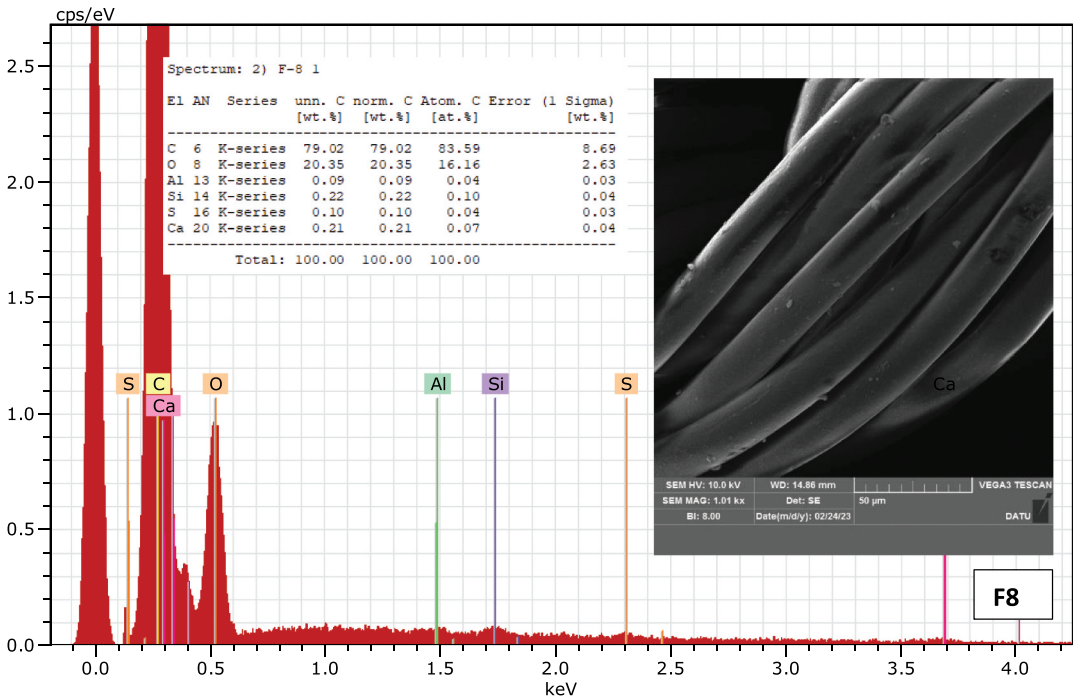 cps/eV
Spectrum: 2) F-8 1
El AN Series unn. C norm. C Atom. C Error (1 Sigma)
[wt.%] [wt.%] [at.%] [wt.%]
C 6 K-series 79.02 79.02 83.59 8.69
O 8 K-series 20.35 20.35 16.16 2.63
Al 13 K-series 0.09 0.09 0.04 0.03
Si 14 K-series 0.22 0.22 0.10 0.04
S 16 K-series 0.10 0.10 0.04 0.03
Ca 20 K-series 0.21 0.21 0.07 0.04
Total: 100.00 100.00 100.00
2.5
2.0
1.5
1.0
0.5
0.0
S C O Al Si S Ca
Ca
SEM HV: 10.0 kV WD: 14.86 mm VEGA3 TESCAN
SEM MAG: 1.01 kx Det: SE 50 µm
BI: 8.00 Date(m/d/y): 02/24/23 DATU
F8
0.0 0.5 1.0 1.5 2.0 2.5 3.0 3.5 4.0
keV